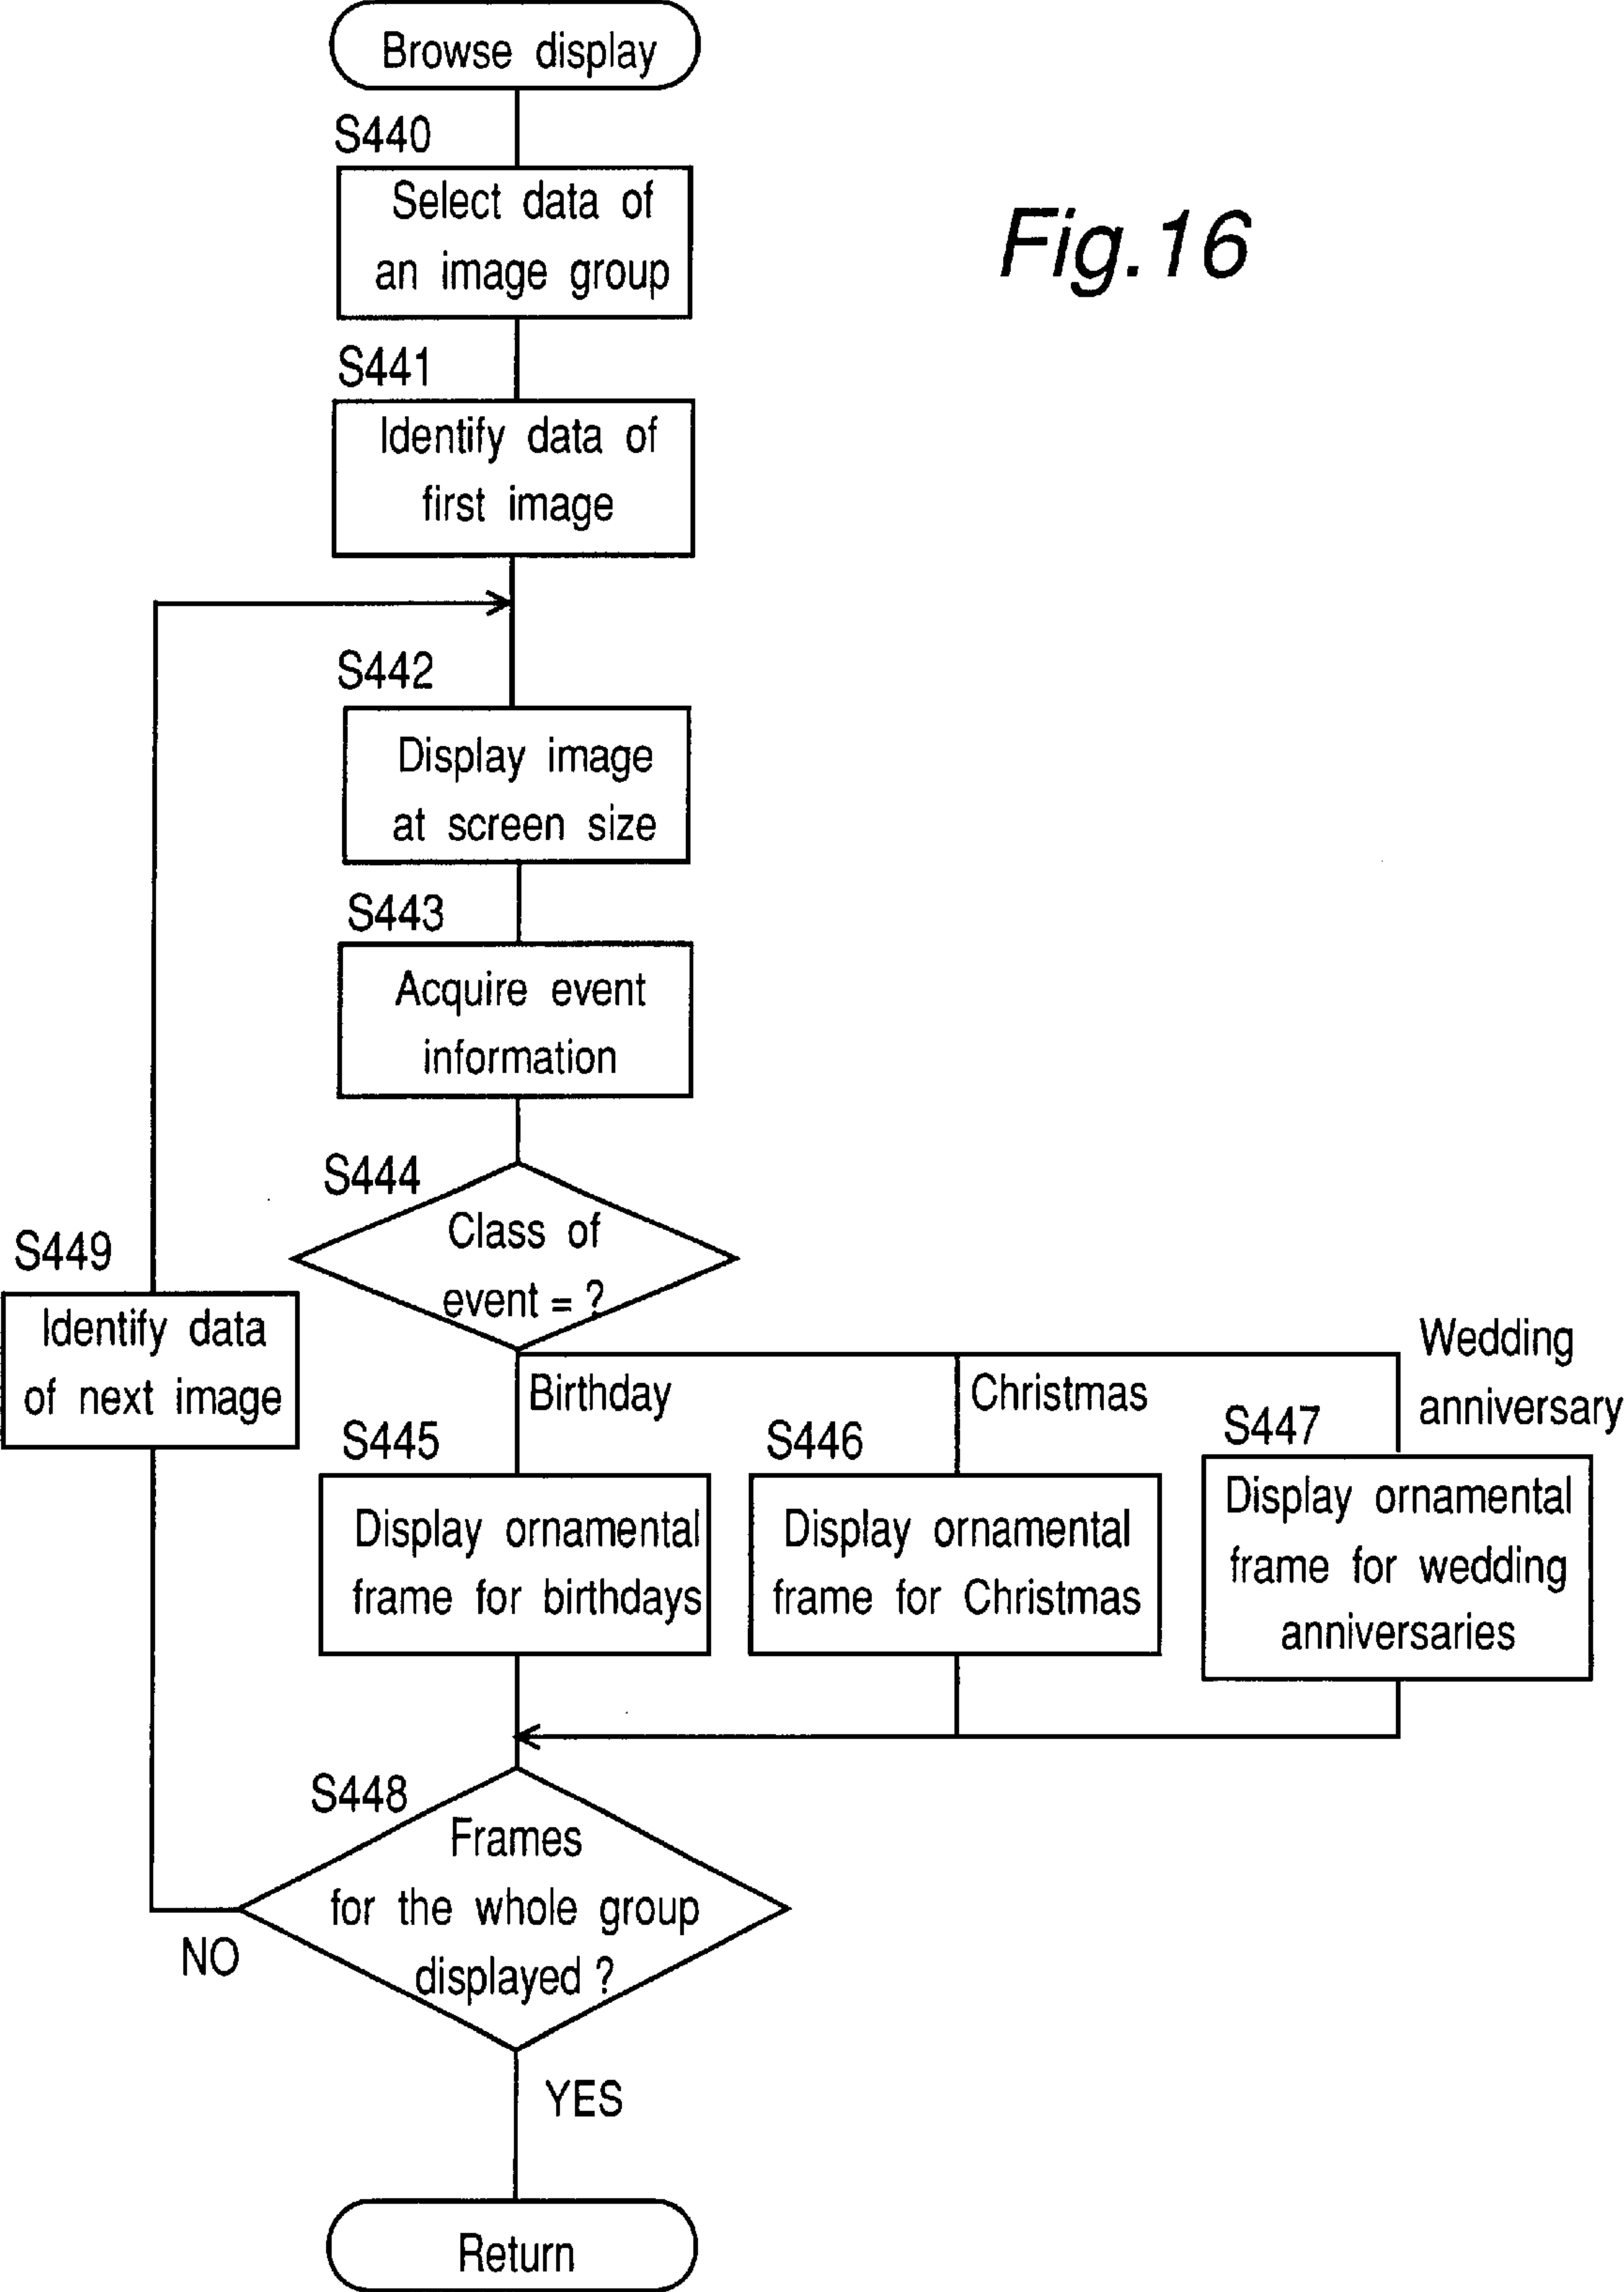 Browse display
S440
Select data of
an image group
Fig.16
S441
Identify data of
first image
S442
Display image
at screen size
S443
Acquire event
information
S444
Class of
event = ?
S449
Identify data
of next image
Birthday
Christmas
Wedding
anniversary
S445
Display ornamental
frame for birthdays
S446
Display ornamental
frame for Christmas
S447
Display ornamental
frame for wedding
anniversaries
S448
Frames
for the whole group
displayed ?
NO
YES
Return